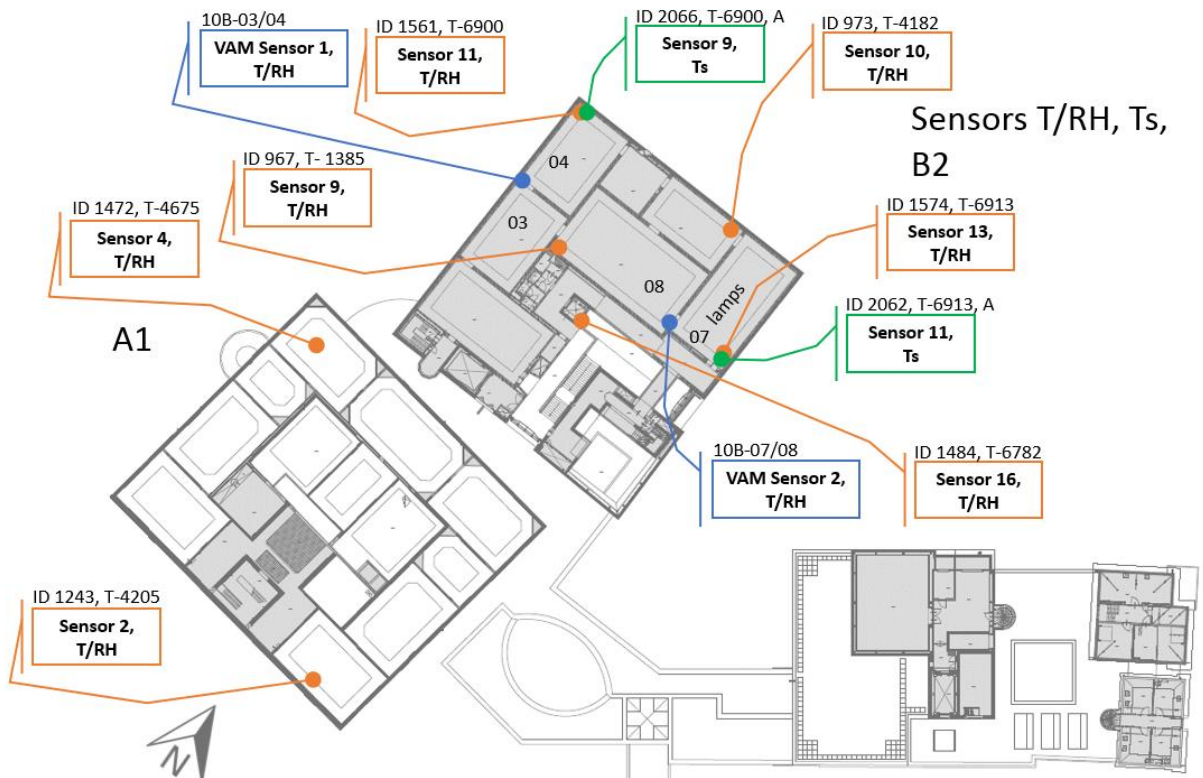 10B-03/04
VAM Sensor 1,
T/RH
ID 1561, T-6900
Sensor 11,
T/RH
ID 2066, T-6900, A
Sensor 9,
Ts
ID 973, T-4182
Sensor 10,
T/RH
Sensors T/RH, Ts,
B2
ID 967, T- 1385
Sensor 9,
T/RH
ID 1472, T-4675
Sensor 4,
T/RH
04
03
08
lamps
07
ID 1574, T-6913
Sensor 13,
T/RH
ID 2062, T-6913, A
Sensor 11,
Ts
A1
10B-07/08
VAM Sensor 2,
T/RH
ID 1484, T-6782
Sensor 16,
T/RH
ID 1243, T-4205
Sensor 2,
T/RH
N